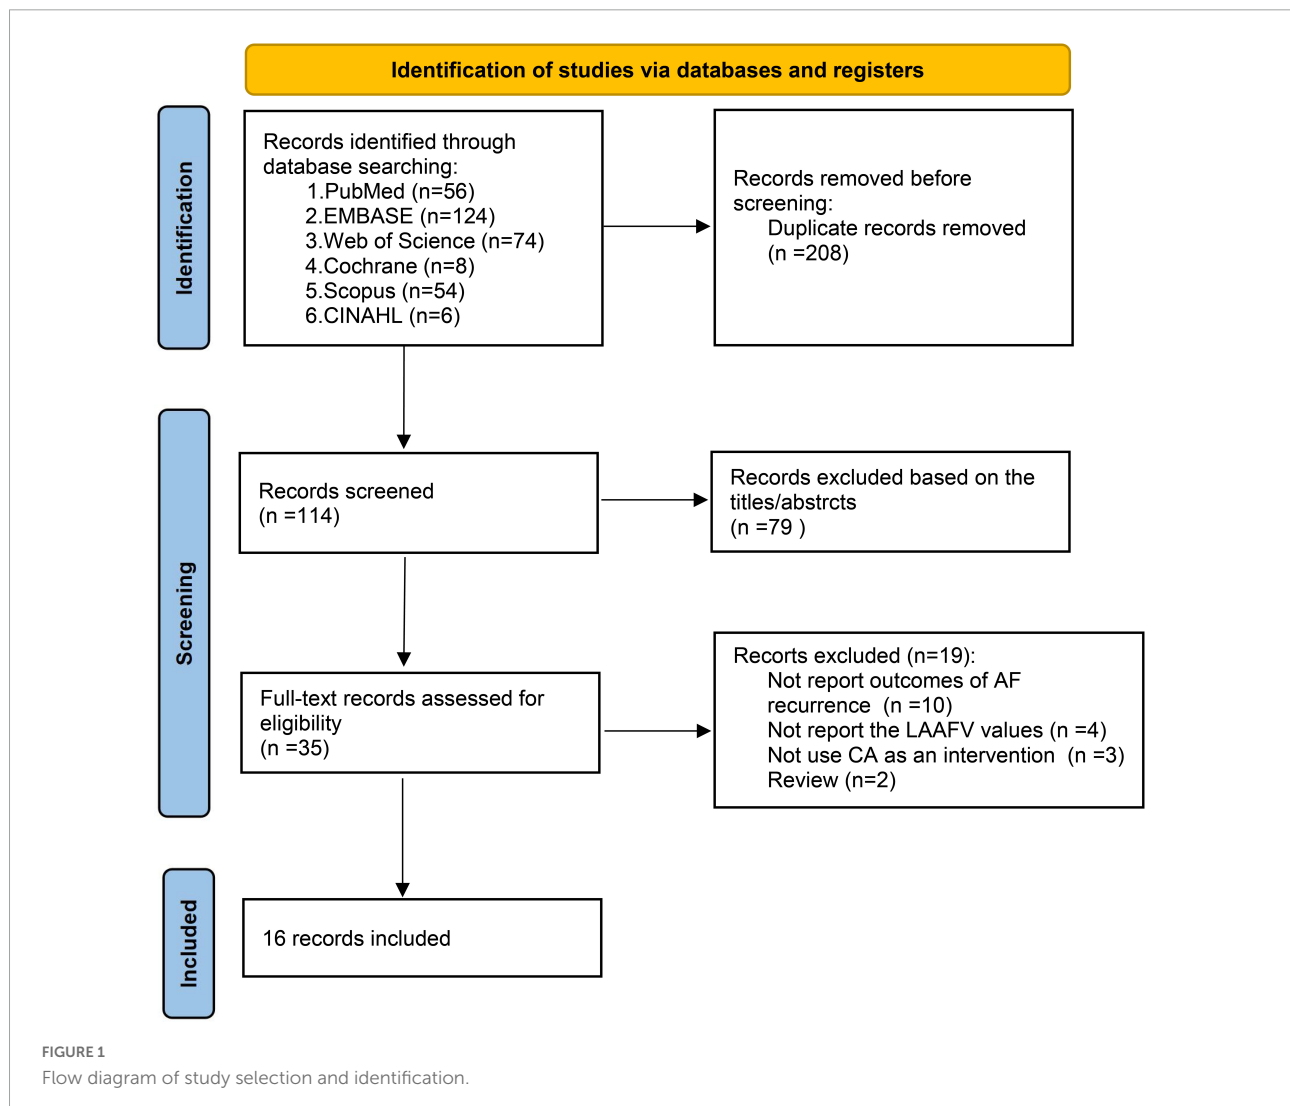 Identification of studies via databases and registers
Identification
Records identified through
database searching:
1.PubMed (n=56)
2.EMBASE (n=124)
3.Web of Science (n=74)
4.Cochrane (n=8)
5.Scopus (n=54)
6.CINAHL (n=6)
Records removed before
screening:
Duplicate records removed
(n =208)
Screening
Records screened
(n =114)
Records excluded based on the
titles/abstrcts
(n =79 )
Full-text records assessed for
eligibility
(n =35)
Recorts excluded (n=19):
Not report outcomes of AF
recurrence (n =10)
Not report the LAAFV values (n =4)
Not use CA as an intervention (n =3)
Review (n=2)
Included
16 records included
FIGURE 1
Flow diagram of study selection and identification.